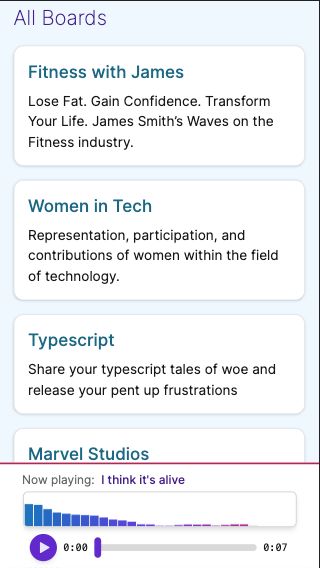 All Boards
Fitness with James
Lose Fat. Gain Confidence. Transform
Your Life. James Smith's Waves on the
Fitness industry.
Women in Tech
Representation, participation, and
contributions of women within the field
of technology.
Typescript
Share your typescript tales of woe and
release your pent up frustrations
Marvel Studios
Now playing: I think it's alive
0:00
0:07